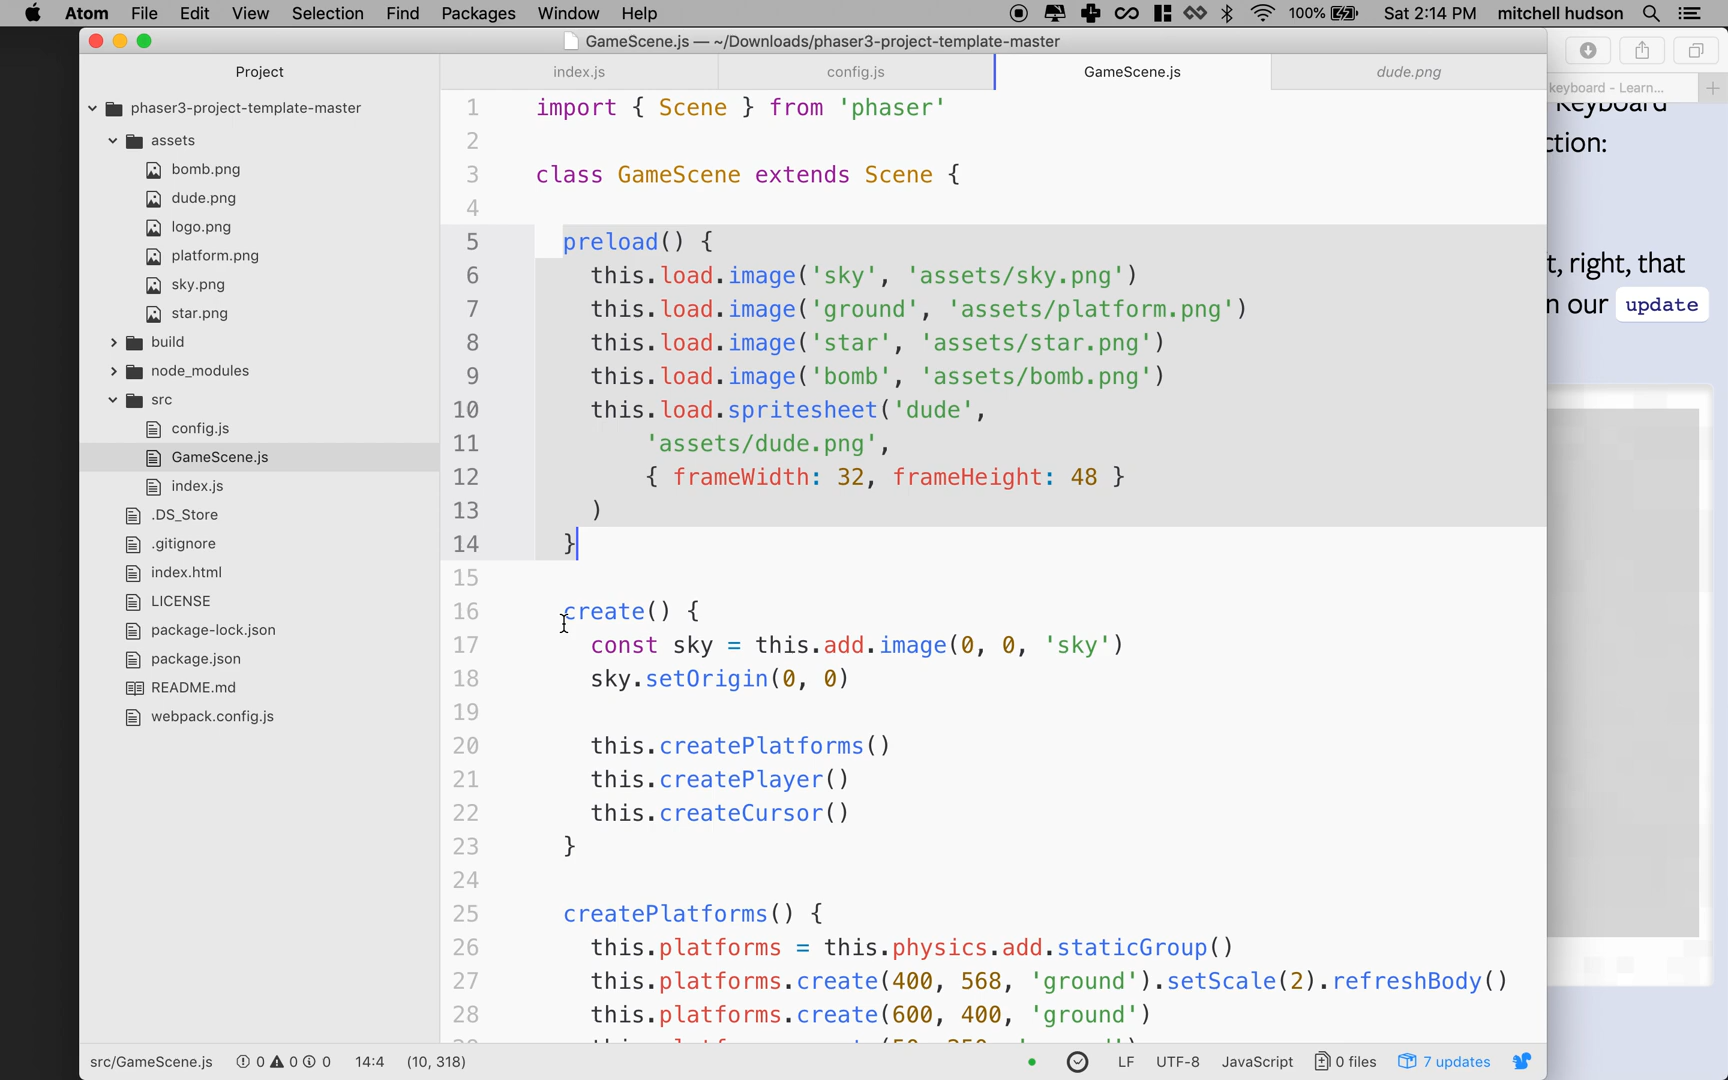 Atom File Edit View Selection Find Packages Window Help 100% Sat 2:14 PM mitchell hudson
GameScene.js — ~/Downloads/phaser3-project-template-master
Project
index.js config.js GameScene.js dude.png
keyboard - Learn...
phaser3-project-template-master
assets
bomb.png
dude.png
logo.png
platform.png
sky.png
star.png
build
node_modules
src
config.js
GameScene.js
index.js
.DS_Store
.gitignore
index.html
LICENSE
package-lock.json
package.json
README.md
webpack.config.js
1 import { Scene } from 'phaser'
2
3 class GameScene extends Scene {
4
5 preload() {
6 this.load.image('sky', 'assets/sky.png')
7 this.load.image('ground', 'assets/platform.png')
8 this.load.image('star', 'assets/star.png')
9 this.load.image('bomb', 'assets/bomb.png')
10 this.load.spritesheet('dude',
11 'assets/dude.png',
12 { frameWidth: 32, frameHeight: 48 }
13 )
14 }
15
16 create() {
17 const sky = this.add.image(0, 0, 'sky')
18 sky.setOrigin(0, 0)
19
20 this.createPlatforms()
21 this.createPlayer()
22 this.createCursor()
23 }
24
25 createPlatforms() {
26 this.platforms = this.physics.add.staticGroup()
27 this.platforms.create(400, 568, 'ground').setScale(2).refreshBody()
28 this.platforms.create(600, 400, 'ground')
Keyboard
ction:
t, right, that
n our update
src/GameScene.js 0 0 0 14:4 (10, 318) LF UTF-8 JavaScript 0 files 7 updates